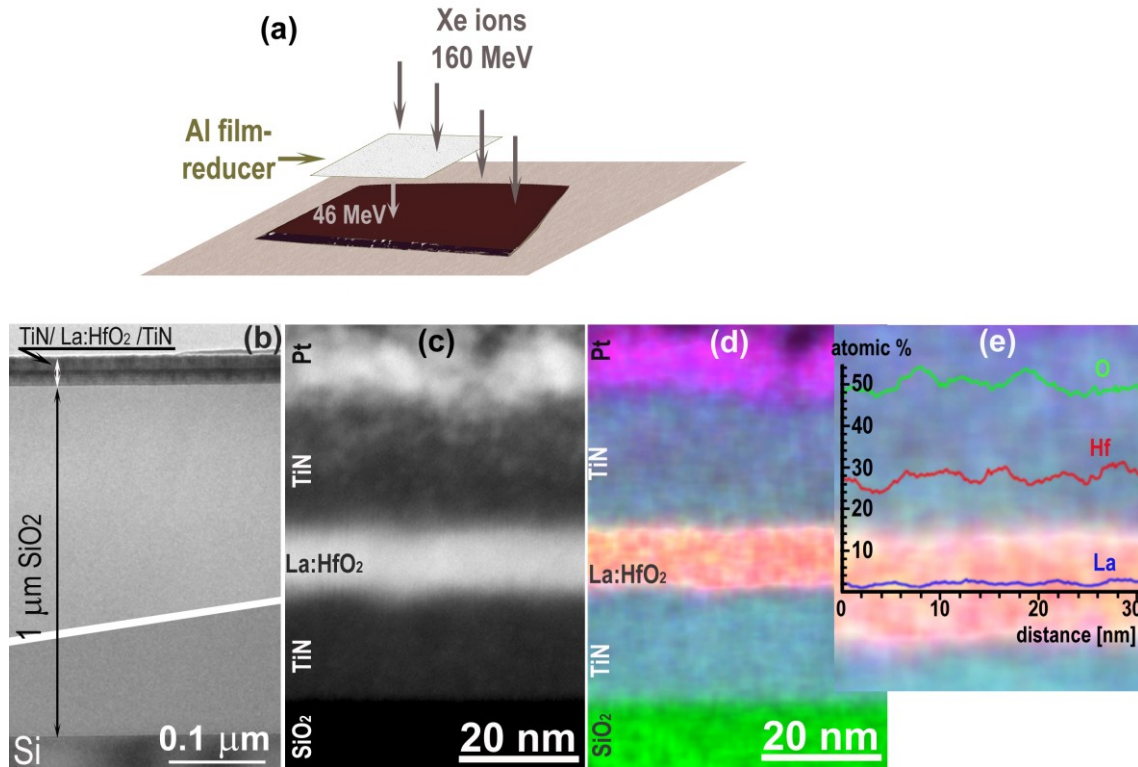 (a)
Xe ions
160 MeV
Al film-
reducer
46 MeV
TiN/ La:HfO₂ /TiN
(b)
1 μm SiO₂
Si
0.1 μm
(c)
Pt
TiN
La:HfO₂
TiN
SiO₂
20 nm
(d)
Pt
TiN
La:HfO₂
TiN
SiO₂
20 nm
(e)
atomic %
O
50
40
Hf
30
20
10
La
0 10 20 30
distance [nm]